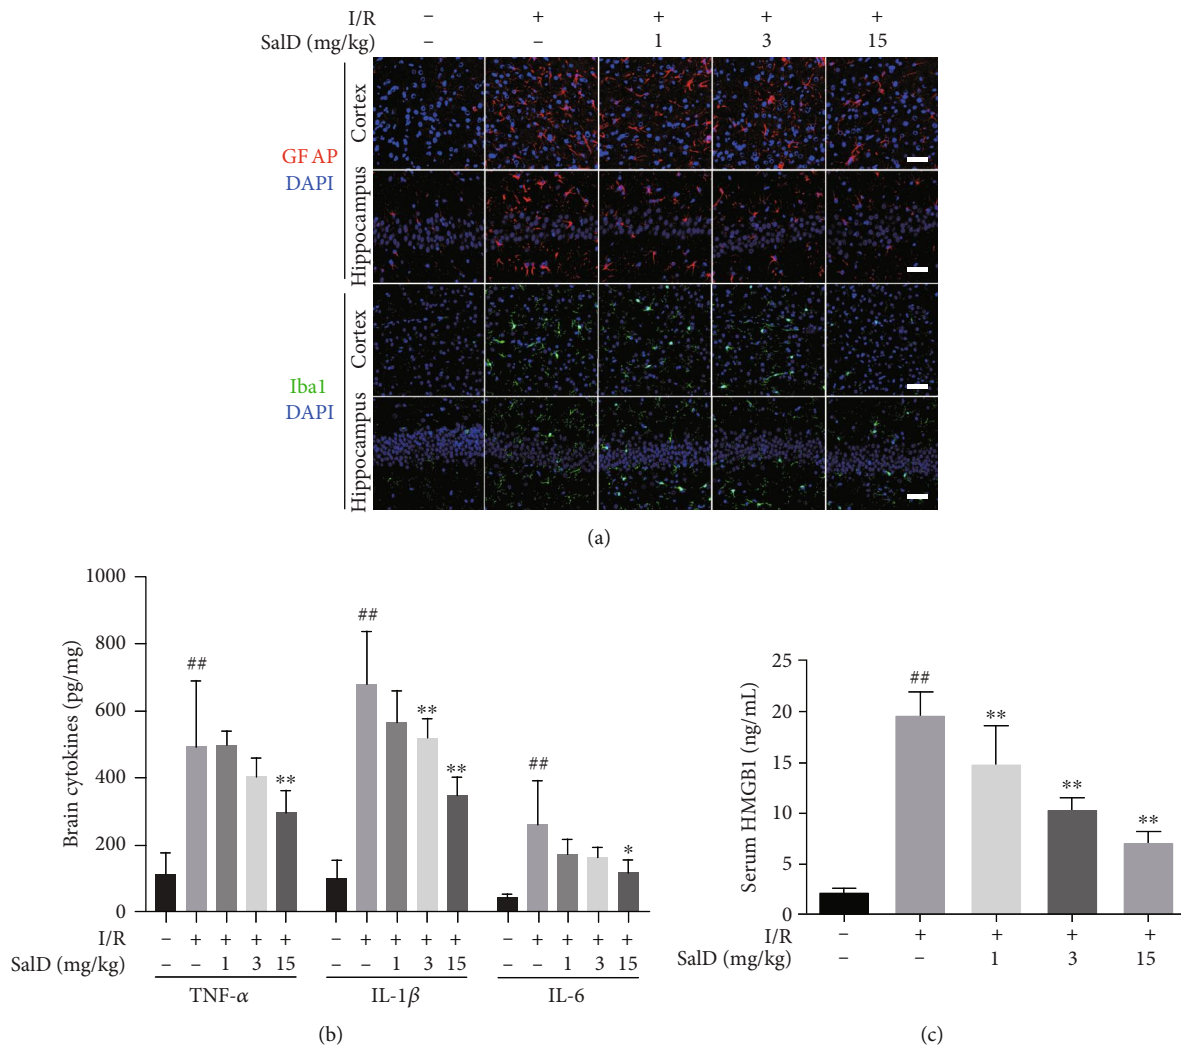 I/R − + + + +
SalD (mg/kg) − − 1 3 15
GFAP
DAPI
Cortex
Hippocampus
Iba1
DAPI
Cortex
Hippocampus
(a)
Brain cytokines (pg/mg)
1000
800
600
400
200
0
## ** ## ** ** ## *
I/R − + + + + − + + + + − + + + +
SalD (mg/kg) − − 1 3 15 − − 1 3 15 − − 1 3 15
TNF-α IL-1β IL-6
(b)
Serum HMGB1 (ng/mL)
25
20
15
10
5
0
## ** ** **
I/R − + + + +
SalD (mg/kg) − − 1 3 15
(c)